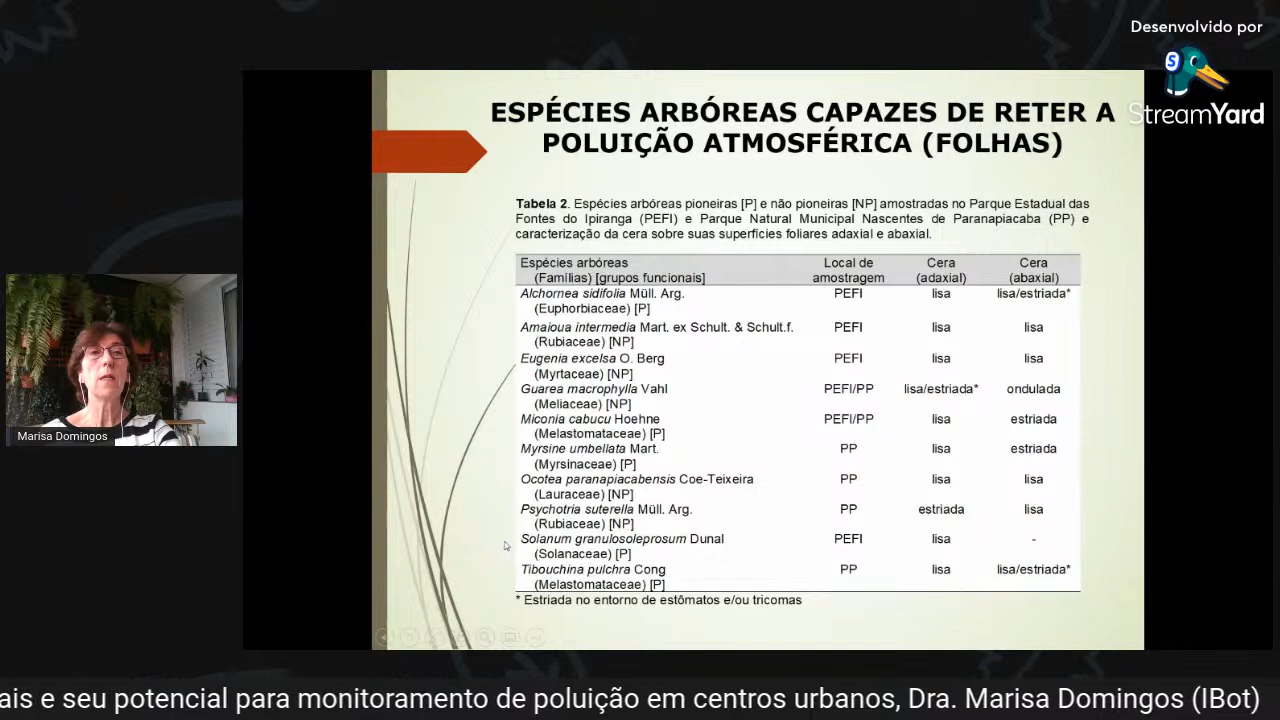 Desenvolvido por
StreamYard
ESPÉCIES ARBÓREAS CAPAZES DE RETER A
POLUIÇÃO ATMOSFÉRICA (FOLHAS)
Tabela 2. Espécies arbóreas pioneiras [P] e não pioneiras [NP] amostradas no Parque Estadual das
Fontes do Ipiranga (PEFI) e Parque Natural Municipal Nascentes de Paranapiacaba (PP) e
caracterização da cera sobre suas superfícies foliares adaxial e abaxial.
Espécies arbóreas Local de Cera Cera
(Famílias) [grupos funcionais] amostragem (adaxial) (abaxial)
Alchornea sidifolia Müll. Arg. PEFI lisa lisa/estriada*
(Euphorbiaceae) [P]
Amaioua intermedia Mart. ex Schult. & Schult.f. PEFI lisa lisa
(Rubiaceae) [NP]
Eugenia excelsa O. Berg PEFI lisa lisa
(Myrtaceae) [NP]
Guarea macrophylla Vahl PEFI/PP lisa/estriada* ondulada
(Meliaceae) [NP]
Miconia cabucu Hoehne PEFI/PP lisa estriada
(Melastomataceae) [P]
Myrsine umbellata Mart. PP lisa estriada
(Myrsinaceae) [P]
Ocotea paranapiacabensis Coe-Teixeira PP lisa lisa
(Lauraceae) [NP]
Psychotria suterella Müll. Arg. PP estriada lisa
(Rubiaceae) [NP]
Solanum granulosoleprosum Dunal PEFI lisa -
(Solanaceae) [P]
Tibouchina pulchra Cong PP lisa lisa/estriada*
(Melastomataceae) [P]
* Estriada no entorno de estômatos e/ou tricomas
Marisa Domingos
ais e seu potencial para monitoramento de poluição em centros urbanos, Dra. Marisa Domingos (IBot)